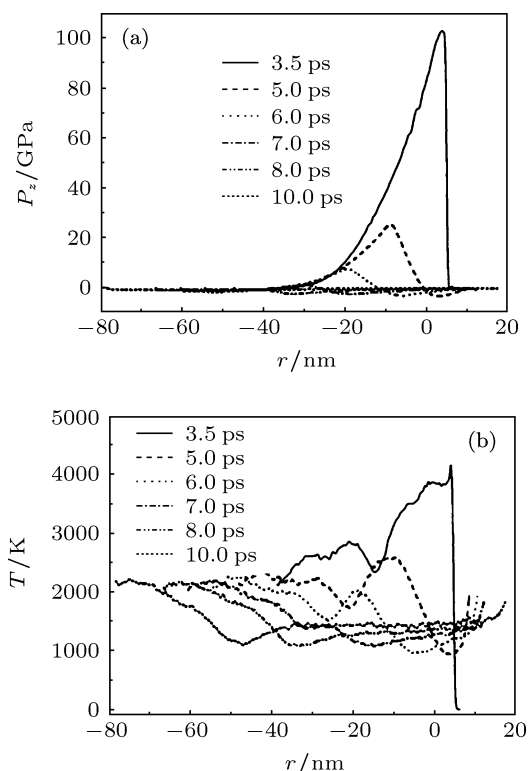 (a)
3.5 ps
5.0 ps
6.0 ps
7.0 ps
8.0 ps
10.0 ps
P_z/GPa
100
80
60
40
20
0
−80 −60 −40 −20 0 20
r/nm
(b)
3.5 ps
5.0 ps
6.0 ps
7.0 ps
8.0 ps
10.0 ps
T/K
5000
4000
3000
2000
1000
0
−80 −60 −40 −20 0 20
r/nm